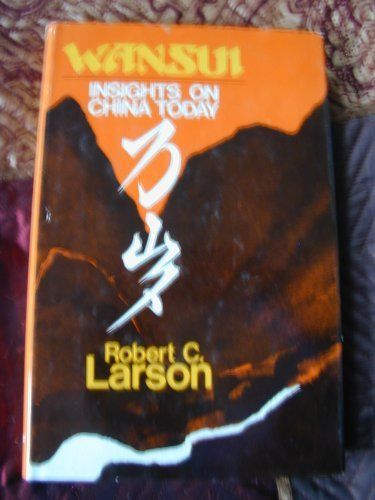 WANSUI
INSIGHTS ON
CHINA TODAY
万岁
Robert C.
Larson